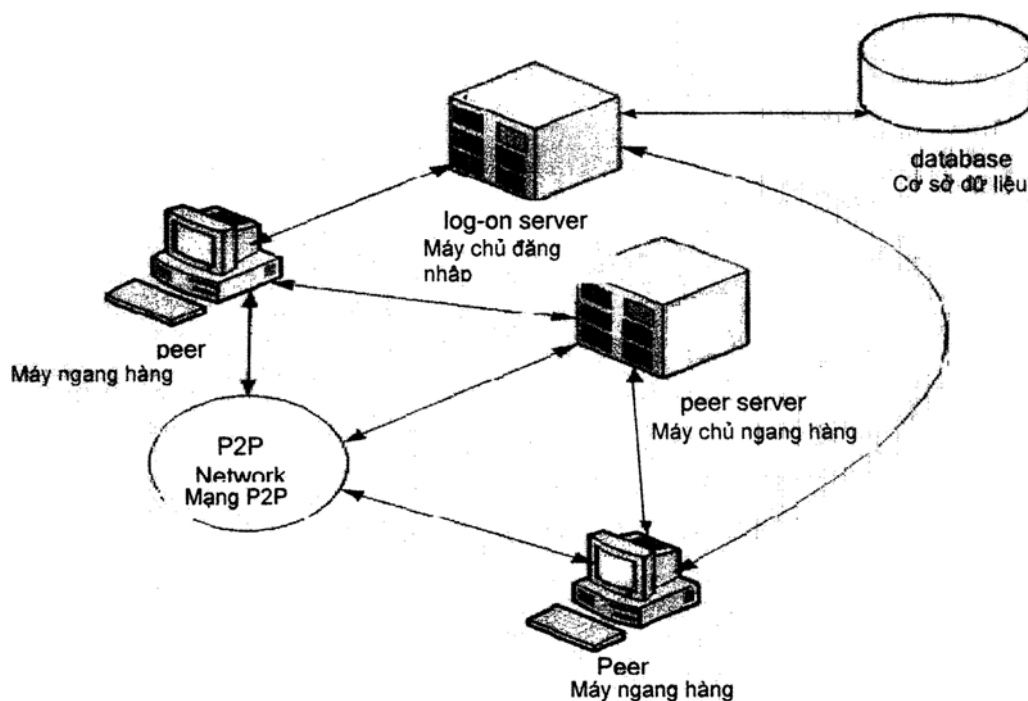 database
Cơ sở dữ liệu
log-on server
Máy chủ đăng
nhập
peer
Máy ngang hàng
peer server
Máy chủ ngang hàng
P2P
Network
Mạng P2P
Peer
Máy ngang hàng